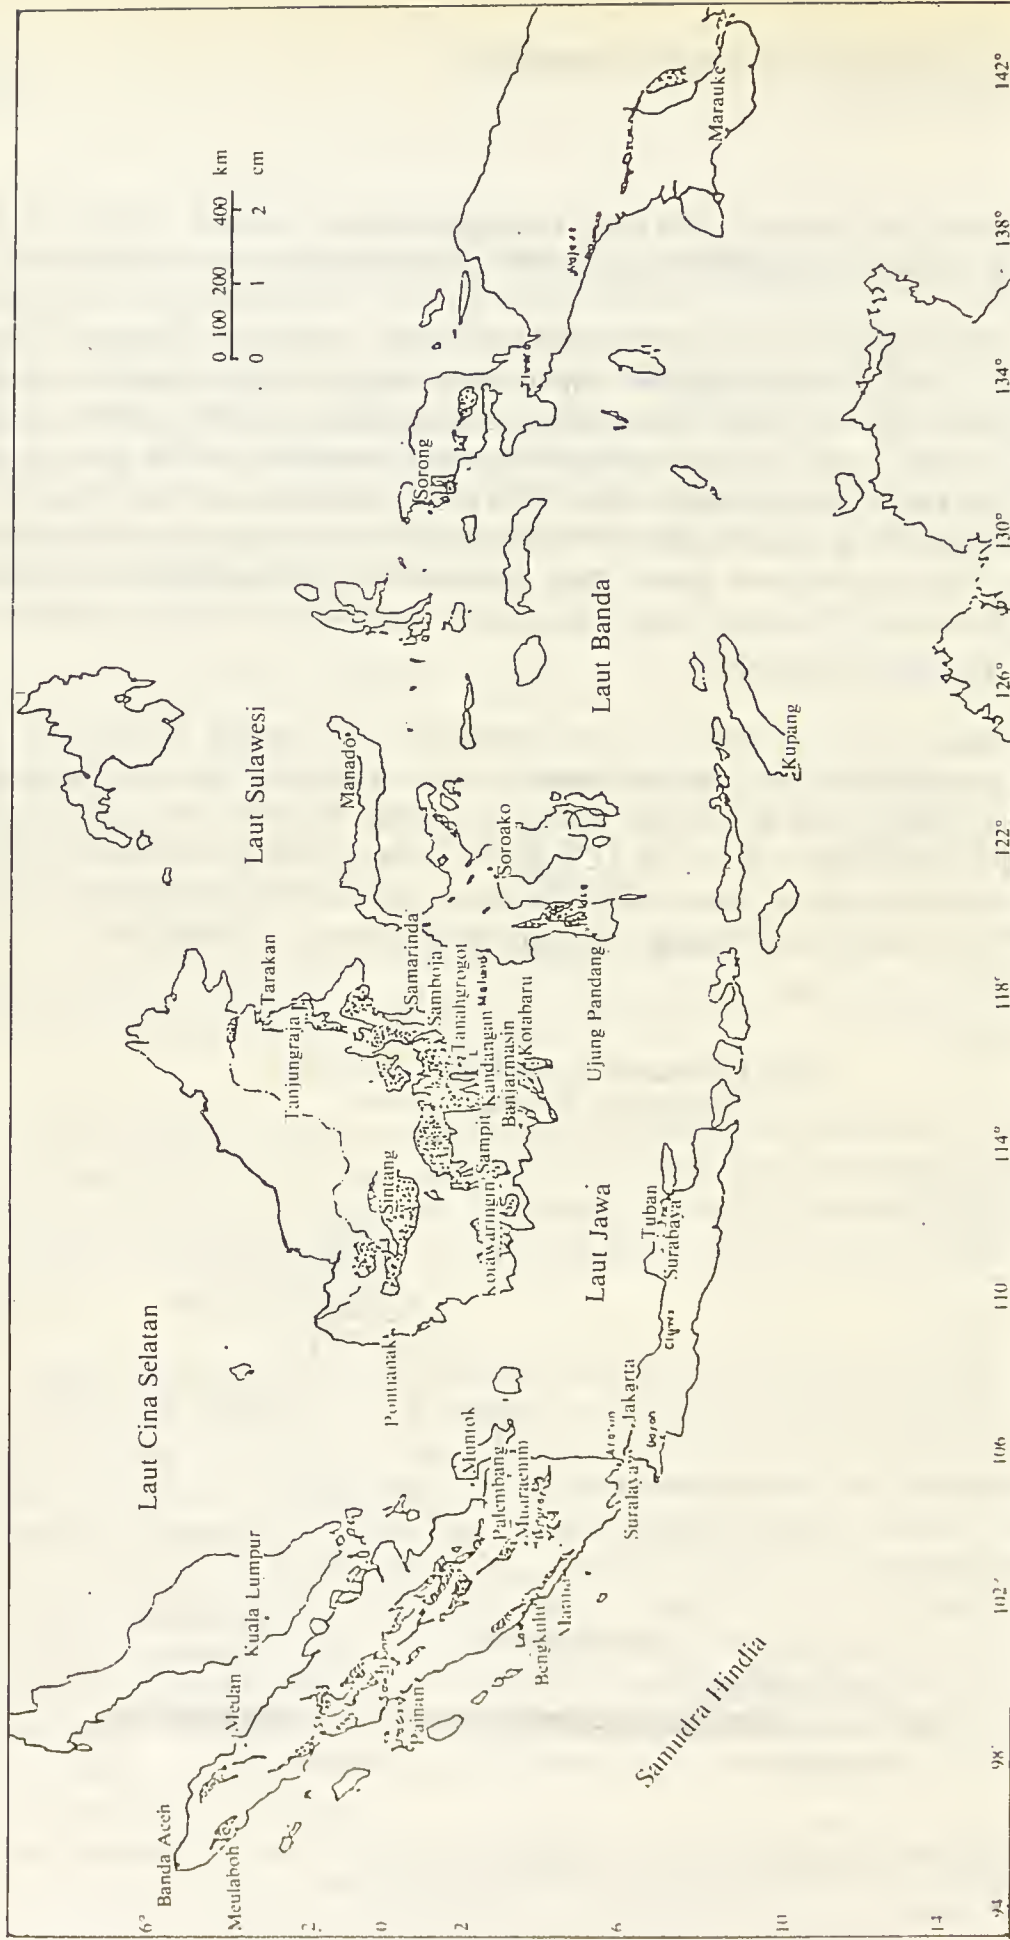 Laut Cina Selatan
Laut Sulawesi
Laut Banda
Laut Jawa
Samudra Hindia
0 100 200 400 km
0 1 2 cm
Banda Aceh
Meulaboh
Medan
Kuala Lumpur
Painan
Bengkulu
Manna
Muntok
Palembang
Muaraenim
Suralaya
Jakarta
Tuban
Surabaya
Pontianak
Sintang
Kotawaringin
Sampit
Kandangan
Banjarmasin
Kotabaru
Tanahgrogot
Samboja
Samarinda
Tanjungraja
Tarakan
Ujung Pandang
Manado
Soroako
Kupang
Sorong
Marauke
6°
2
0
2
6
10
14
94
98
102
106
110
114°
118
122°
126°
130°
134°
138°
142°